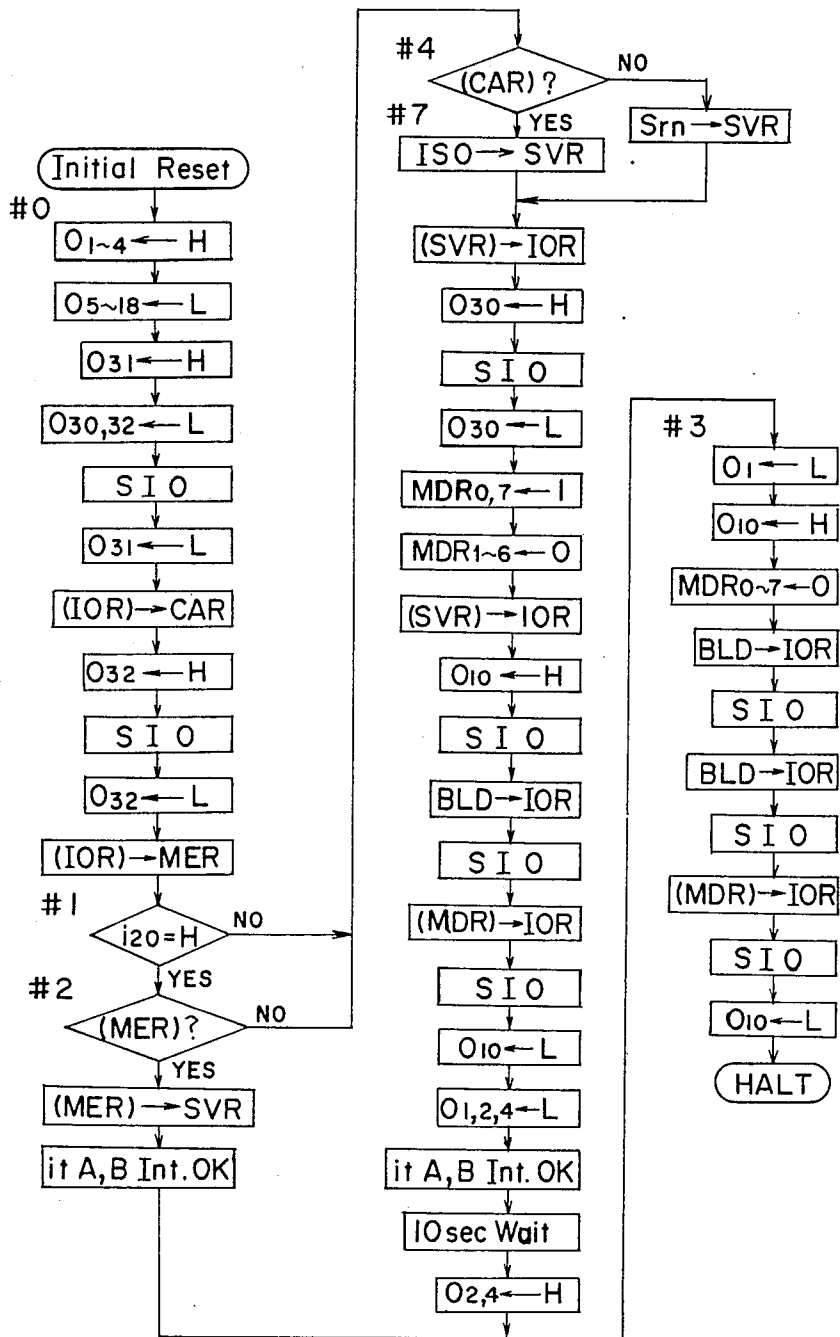 Initial Reset
#0
O1~4 ← H
O5~18 ← L
O31 ← H
O30,32 ← L
SIO
O31 ← L
(IOR) → CAR
O32 ← H
SIO
O32 ← L
(IOR) → MER
#1
i20=H
NO
YES
#2
(MER)?
NO
YES
(MER) → SVR
it A,B Int.OK
#4
(CAR)?
NO
YES
Srn → SVR
#7
ISO → SVR
(SVR) → IOR
O30 ← H
SIO
O30 ← L
MDR0,7 ← 1
MDR1~6 ← O
(SVR) → IOR
O10 ← H
SIO
BLD → IOR
SIO
(MDR) → IOR
SIO
O10 ← L
O1,2,4 ← L
it A,B Int.OK
10sec Wait
O2,4 ← H
#3
O1 ← L
O10 ← H
MDR0~7 ← O
BLD → IOR
SIO
BLD → IOR
SIO
(MDR) → IOR
SIO
O10 ← L
HALT